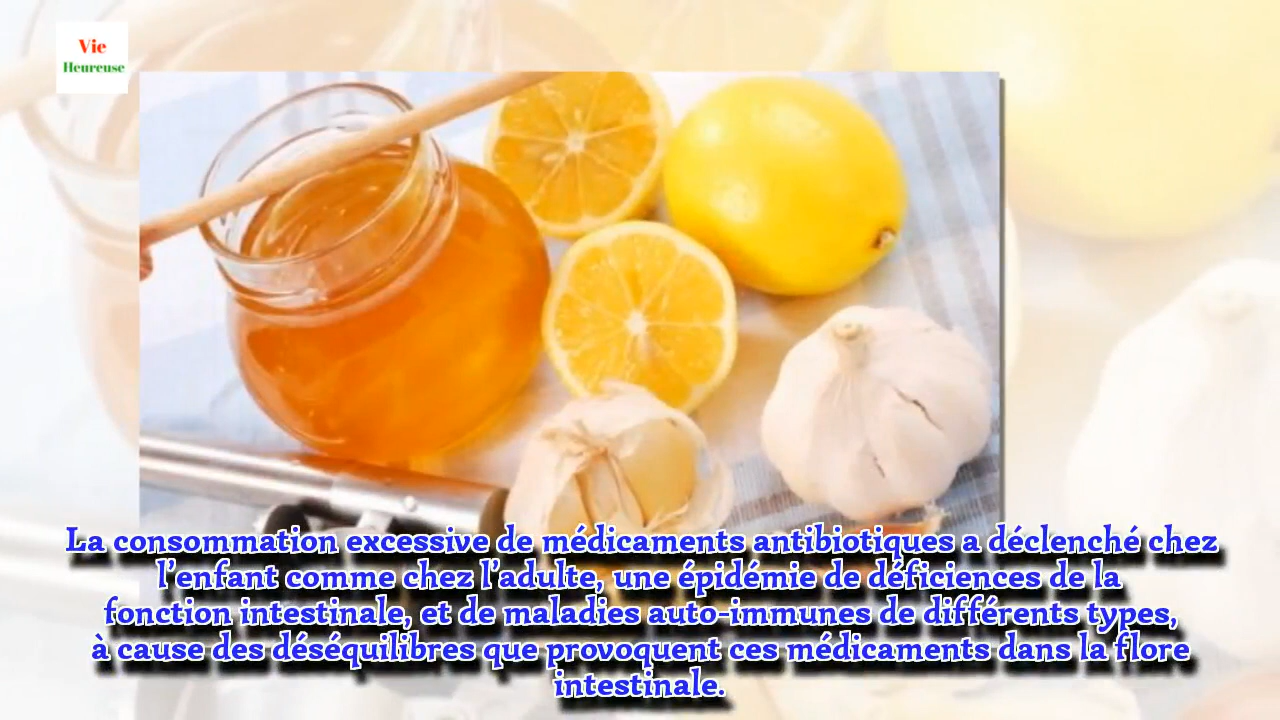 Vie
Heureuse
La consommation excessive de médicaments antibiotiques a déclenché chez
l'enfant comme chez l'adulte, une épidémie de déficiences de la
fonction intestinale, et de maladies auto-immunes de différents types,
à cause des déséquilibres que provoquent ces médicaments dans la flore
intestinale.